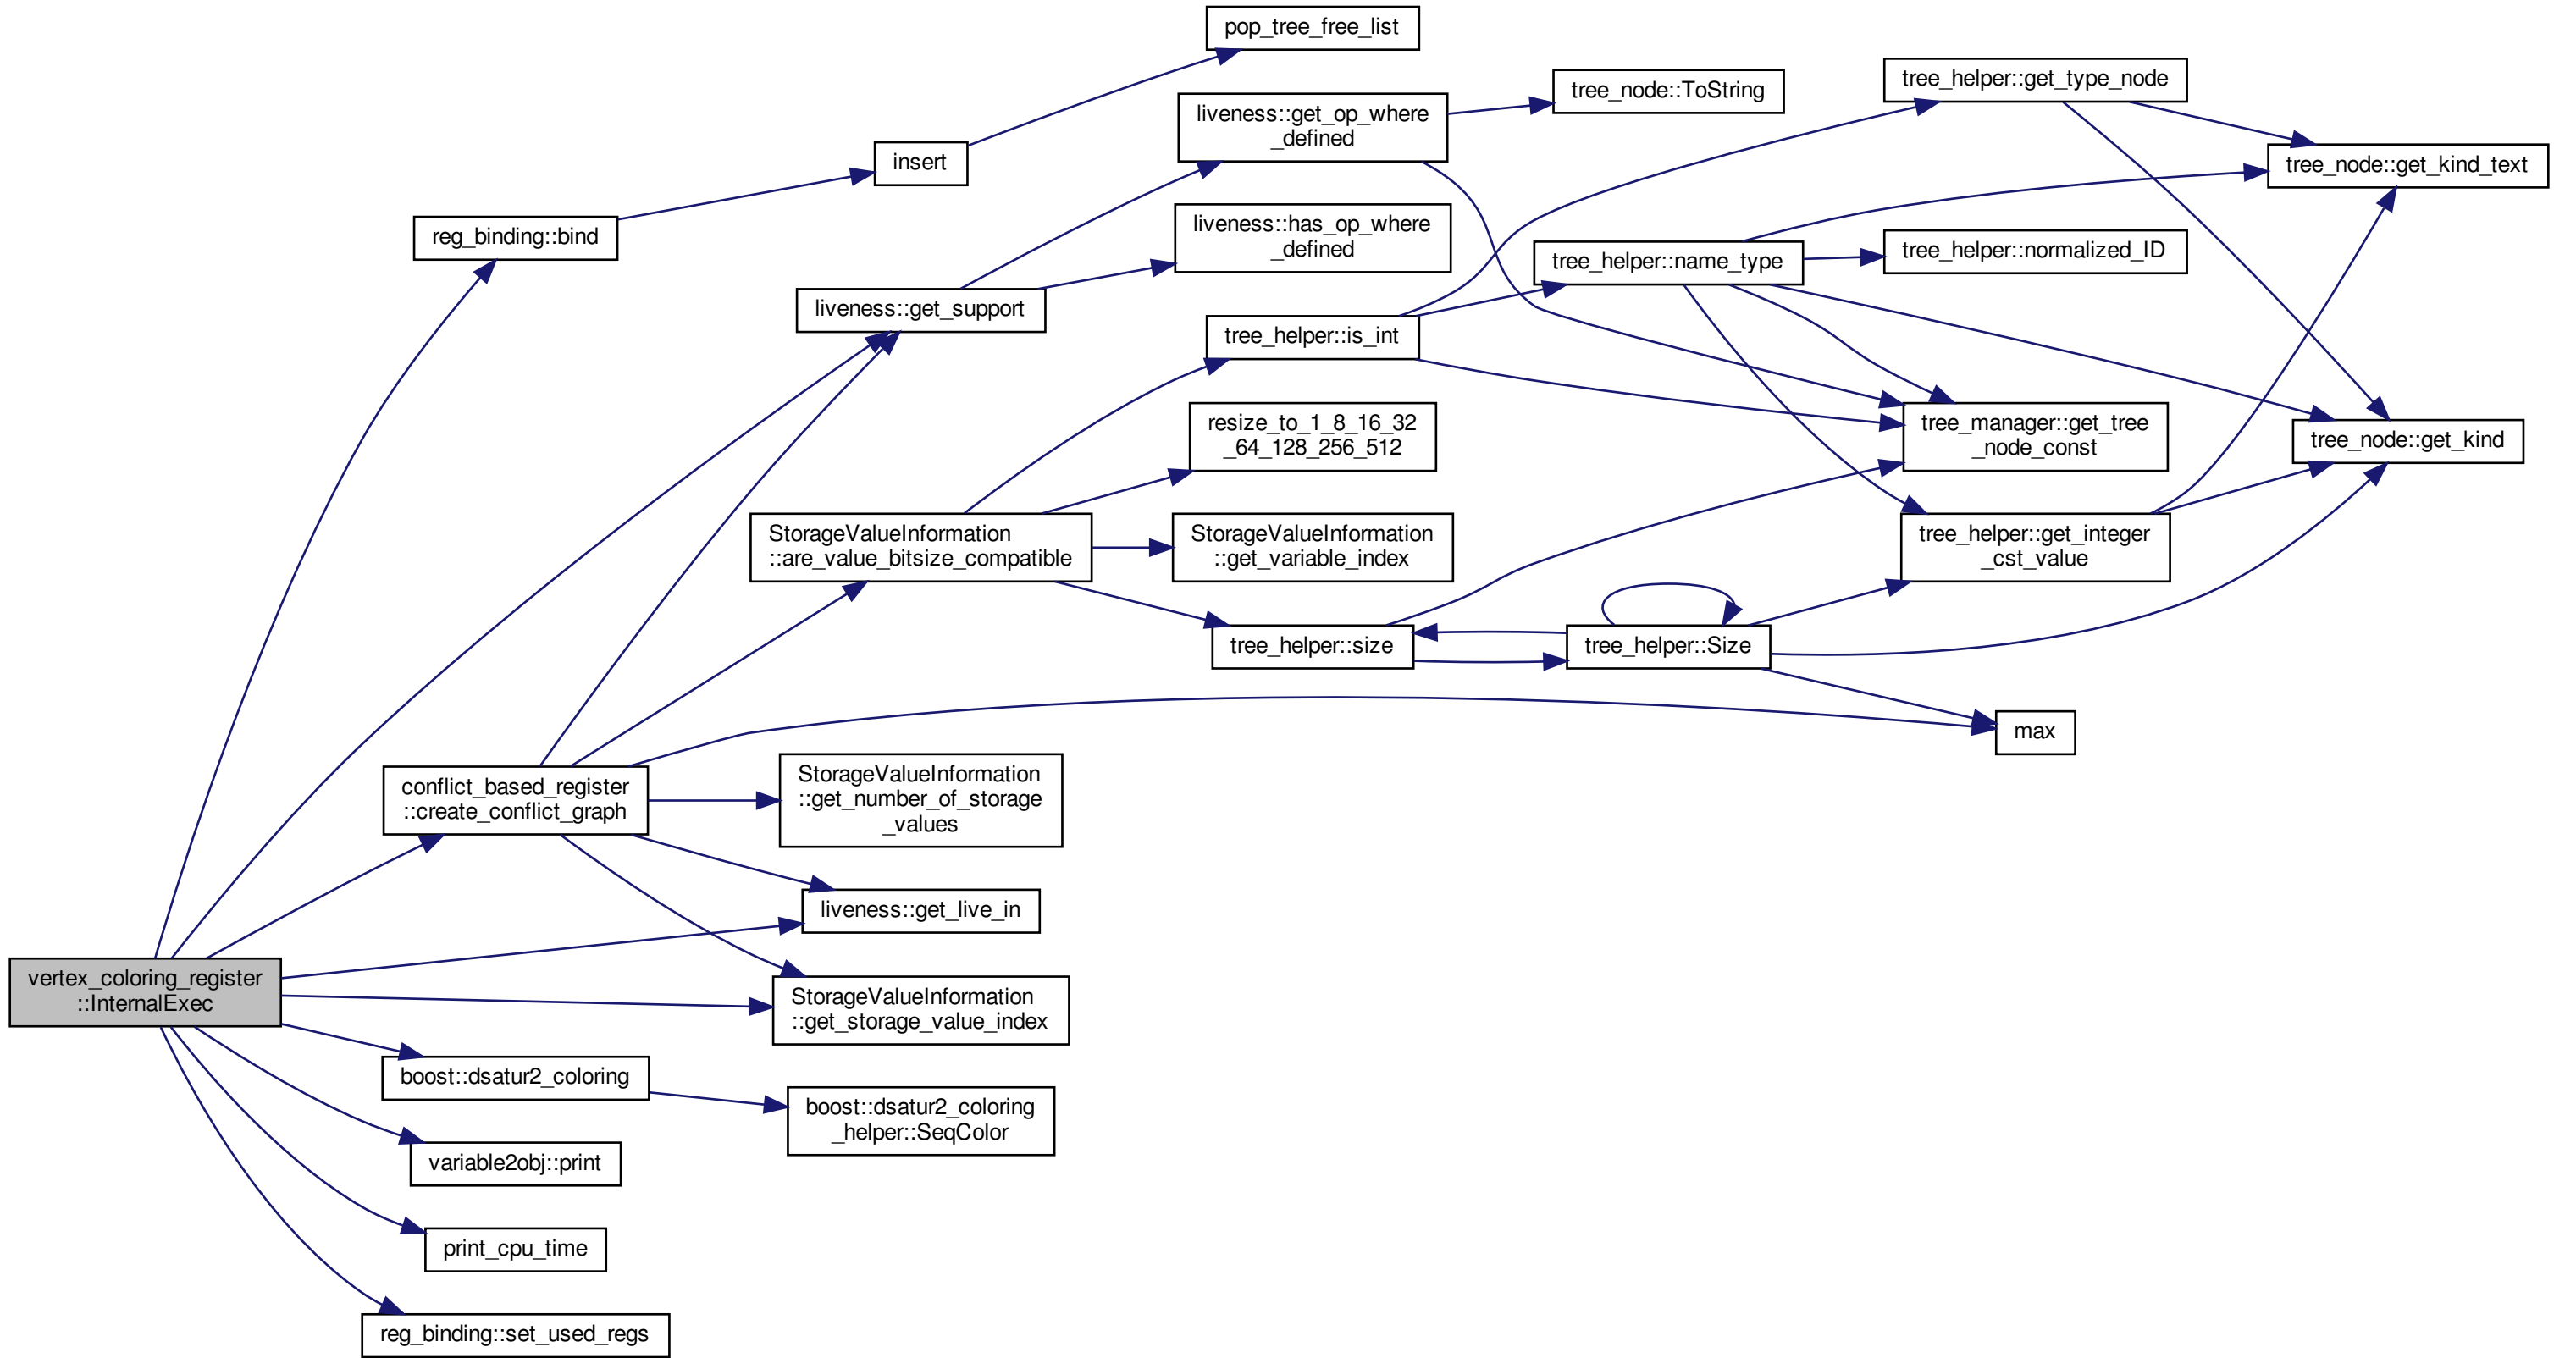 vertex_coloring_register
::InternalExec
reg_binding::bind
insert
pop_tree_free_list
liveness::get_support
liveness::get_op_where
_defined
tree_node::ToString
liveness::has_op_where
_defined
conflict_based_register
::create_conflict_graph
StorageValueInformation
::are_value_bitsize_compatible
tree_helper::is_int
resize_to_1_8_16_32
_64_128_256_512
StorageValueInformation
::get_variable_index
tree_helper::size
tree_helper::Size
tree_helper::name_type
tree_helper::get_type_node
tree_node::get_kind_text
tree_helper::normalized_ID
tree_manager::get_tree
_node_const
tree_node::get_kind
tree_helper::get_integer
_cst_value
max
StorageValueInformation
::get_number_of_storage
_values
liveness::get_live_in
StorageValueInformation
::get_storage_value_index
boost::dsatur2_coloring
boost::dsatur2_coloring
_helper::SeqColor
variable2obj::print
print_cpu_time
reg_binding::set_used_regs